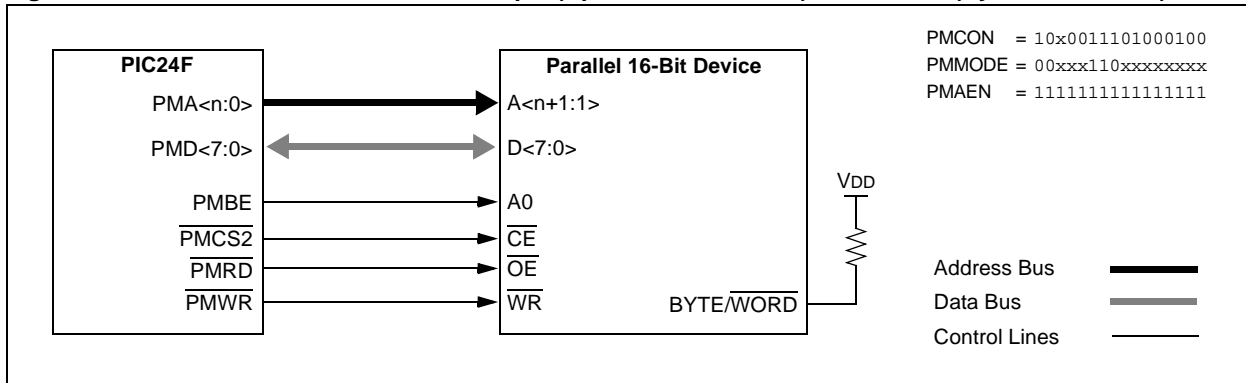 PMCON = 10x0011101000100
PIC24F
Parallel 16-Bit Device
PMMODE = 00xxx110xxxxxxxx
PMAEN = 1111111111111111
PMA<n:0>
A<n+1:1>
PMD<7:0>
D<7:0>
VDD
PMBE
A0
PMCS2
CE
PMRD
OE
PMWR
WR
BYTE/WORD
Address Bus
Data Bus
Control Lines